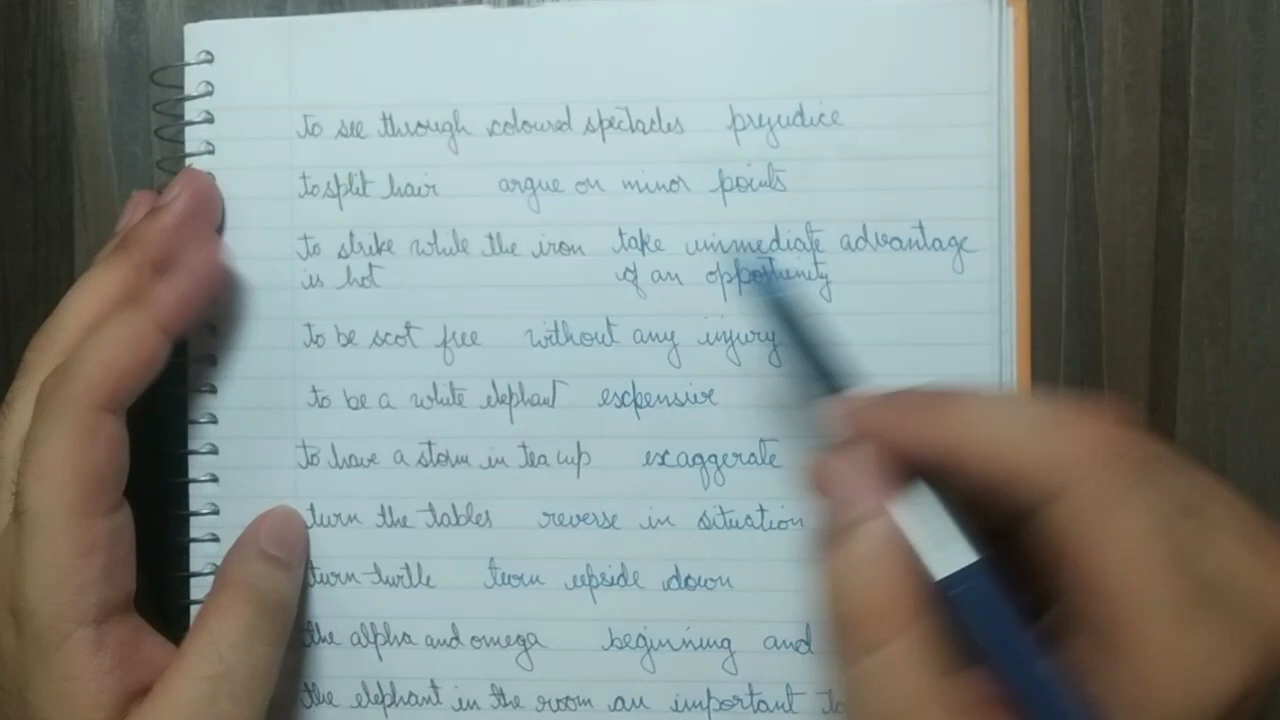 to see through coloured spectacles prejudice
to split hair argue on minor points
to strike while the iron take immediate advantage
is hot of an opportunity
to be scot free without any injury
to be a white elephant expensive
to have a storm in tea cup exaggerate
turn the tables reverse in situation
turn turtle turn upside down
the alpha and omega beginning and
the elephant in the room an important